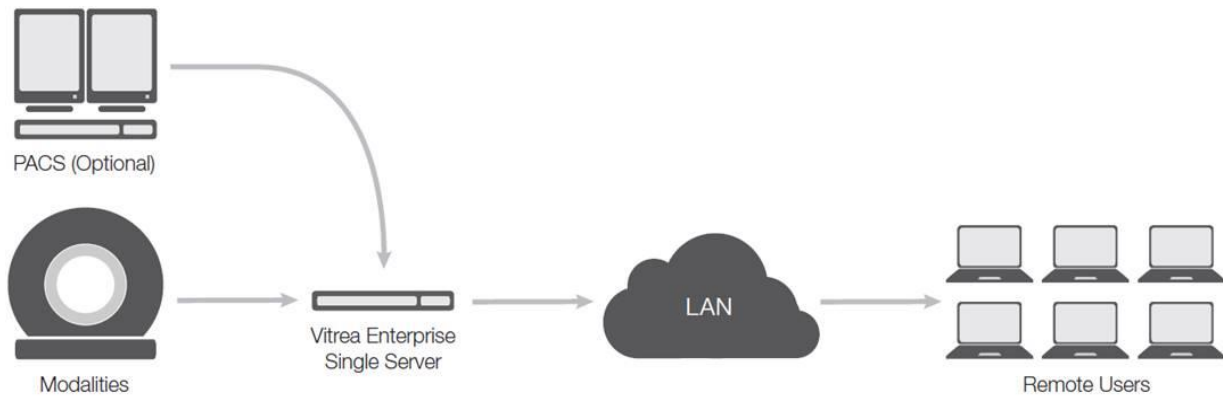 PACS (Optional)
Modalities
Vitrea Enterprise
Single Server
LAN
Remote Users